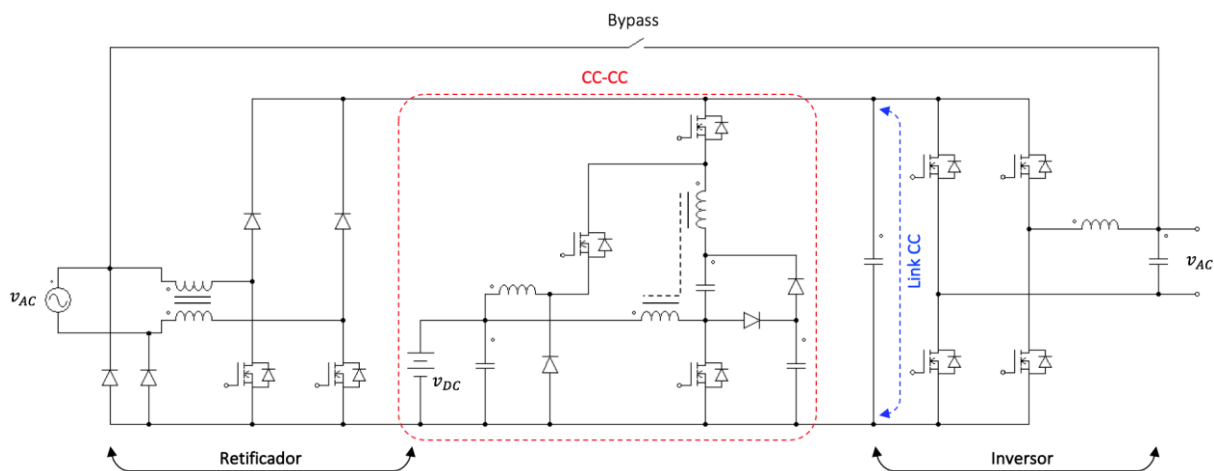 Bypass
CC-CC
Link CC
v_AC
v_DC
v_AC
Retificador
Inversor